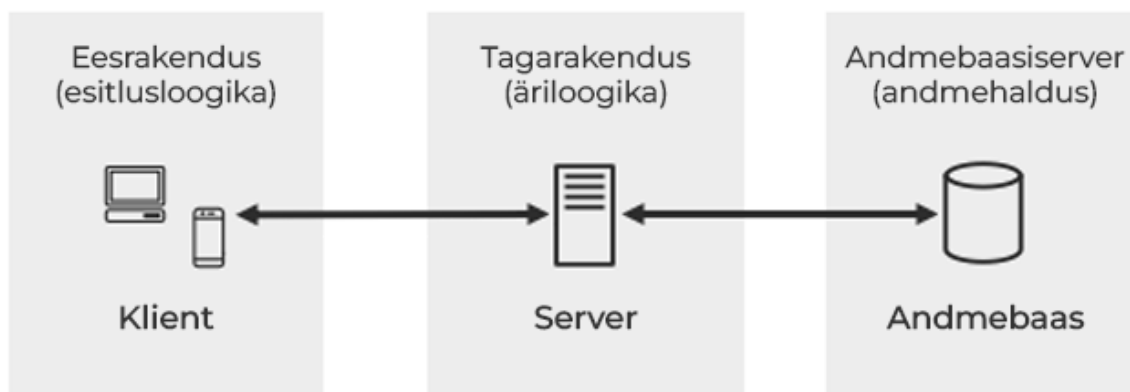 Eesrakendus
(esitlusloogika)
Klient
Tagarakendus
(äriloogika)
Server
Andmebaasiserver
(andmehaldus)
Andmebaas